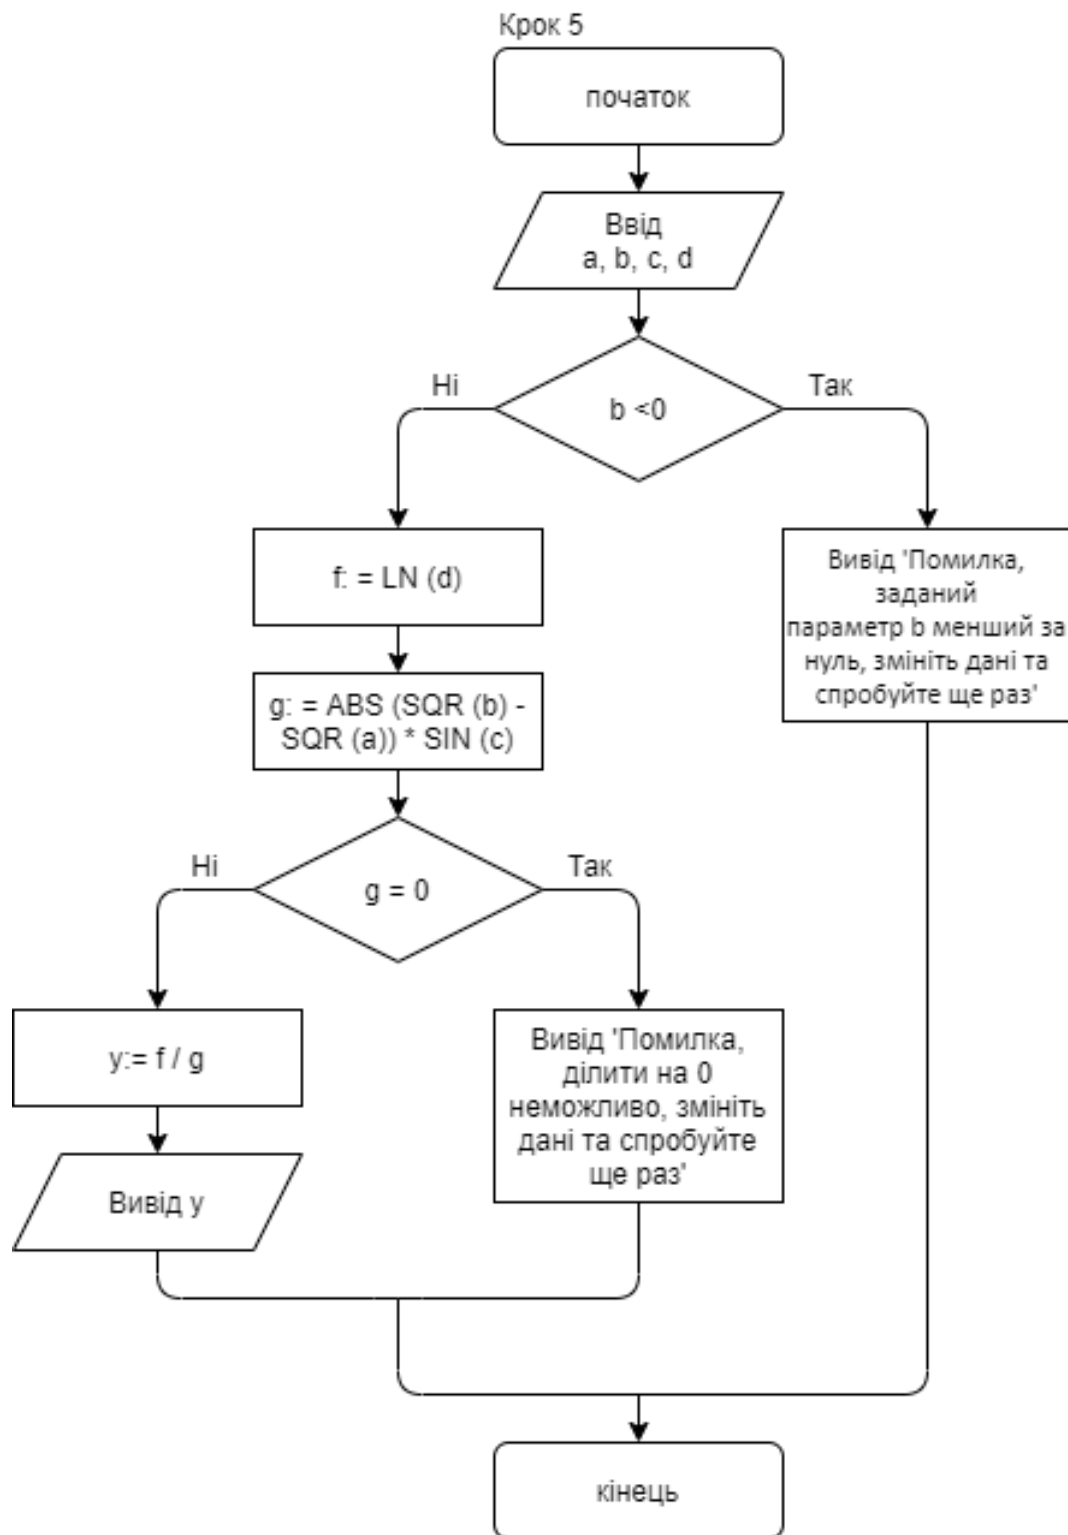 Крок 5
початок
Ввід
a, b, c, d
Ні
Так
b <0
f: = LN (d)
Вивід 'Помилка,
заданий
параметр b менший за
нуль, змініть дані та
спробуйте ще раз'
g: = ABS (SQR (b) -
SQR (a)) * SIN (c)
Ні
Так
g = 0
y:= f / g
Вивід 'Помилка,
ділити на 0
неможливо, змініть
дані та спробуйте
ще раз'
Вивід y
кінець